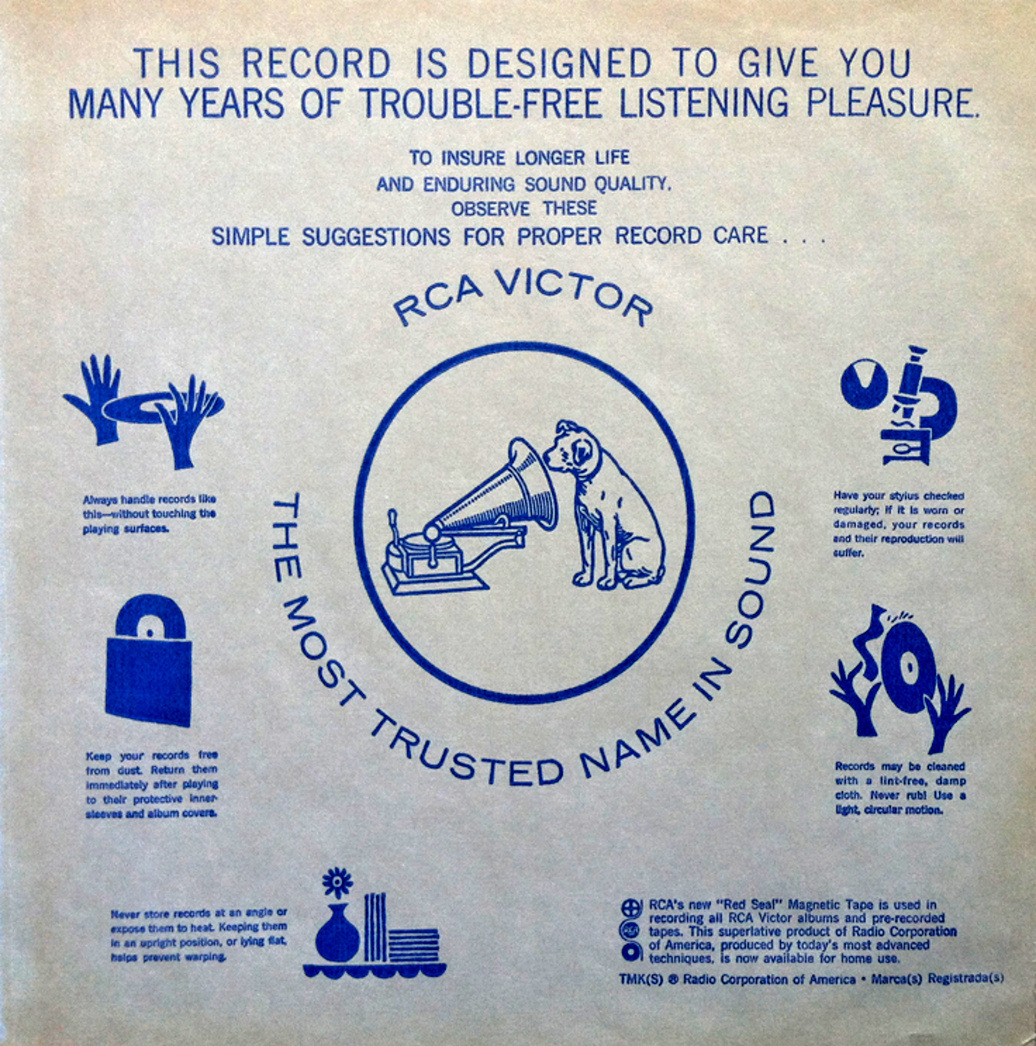 THIS RECORD IS DESIGNED TO GIVE YOU
MANY YEARS OF TROUBLE-FREE LISTENING PLEASURE.
TO INSURE LONGER LIFE
AND ENDURING SOUND QUALITY.
OBSERVE THESE
SIMPLE SUGGESTIONS FOR PROPER RECORD CARE . . .
RCA VICTOR
THE MOST TRUSTED NAME IN SOUND
Always handle records like
this—without touching the
playing surfaces.
Have your stylus checked
regularly; if it is worn or
damaged, your records
and their reproduction will
suffer.
Keep your records free
from dust. Return them
immediately after playing
to their protective inner-
sleeves and album covers.
Records may be cleaned
with a lint-free, damp
cloth. Never rub! Use a
light, circular motion.
Never store records at an angle or
expose them to heat. Keeping them
in an upright position, or lying flat,
helps prevent warping.
RCA's new "Red Seal" Magnetic Tape is used in
recording all RCA Victor albums and pre-recorded
tapes. This superlative product of Radio Corporation
of America, produced by today's most advanced
techniques, is now available for home use.
TMK(S) ® Radio Corporation of America • Marca(s) Registrada(s)